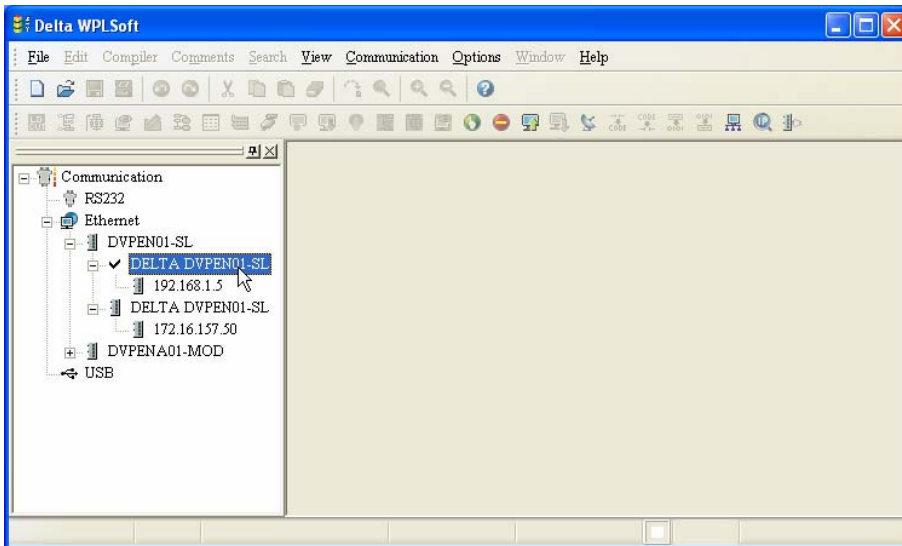 Delta WPLSoft
File Edit Compiler Comments Search View Communication Options Window Help
Communication
RS232
Ethernet
DVPEN01-SL
DELTA DVPEN01-SL
192.168.1.5
DELTA DVPEN01-SL
172.16.157.50
DVPENA01-MOD
USB